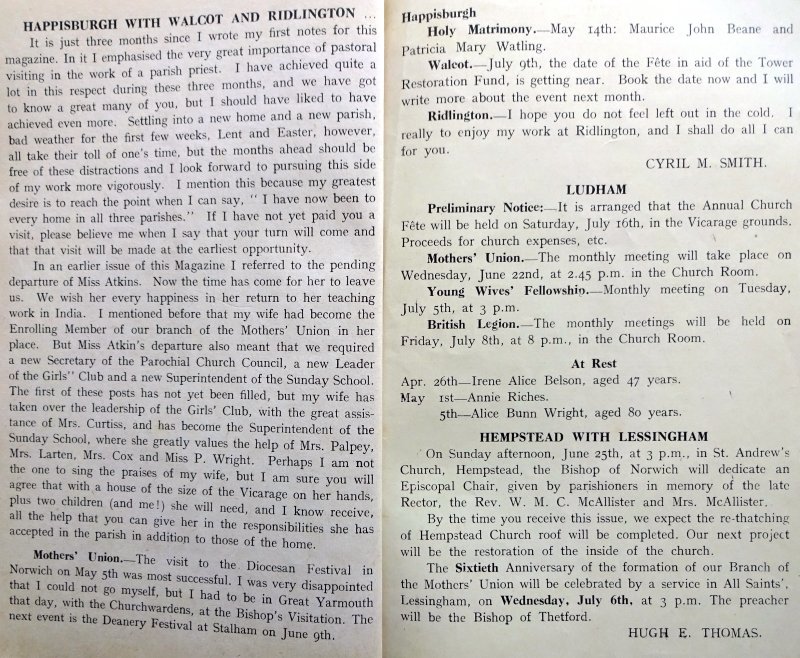 HAPPISBURGH WITH WALCOT AND RIDLINGTON ...
It is just three months since I wrote my first notes for this
magazine. In it I emphasised the very great importance of pastoral
visiting in the work of a parish priest. I have achieved quite a
lot in this respect during these three months, and we have got
to know a great many of you, but I should have liked to have
achieved even more. Settling into a new home and a new parish,
bad weather for the first few weeks, Lent and Easter, however,
all take their toll of one's time, but the months ahead should be
free of these distractions and I look forward to pursuing this side
of my work more vigorously. I mention this because my greatest
desire is to reach the point when I can say, " I have now been to
every home in all three parishes." If I have not yet paid you a
visit, please believe me when I say that your turn will come and
that that visit will be made at the earliest opportunity.
In an earlier issue of this Magazine I referred to the pending
departure of Miss Atkins. Now the time has come for her to leave
us. We wish her every happiness in her return to her teaching
work in India. I mentioned before that my wife had become the
Enrolling Member of our branch of the Mothers' Union in her
place. But Miss Atkin's departure also meant that we required
a new Secretary of the Parochial Church Council, a new Leader
of the Girls'' Club and a new Superintendent of the Sunday School.
The first of these posts has not yet been filled, but my wife has
taken over the leadership of the Girls' Club, with the great assis-
tance of Mrs. Curtiss, and has become the Superintendent of the
Sunday School, where she greatly values the help of Mrs. Palpey,
Mrs. Larten, Mrs. Cox and Miss P. Wright. Perhaps I am not
the one to sing the praises of my wife, but I am sure you will
agree that with a house of the size of the Vicarage on her hands,
plus two children (and me!) she will need, and I know receive,
all the help that you can give her in the responsibilities she has
accepted in the parish in addition to those of the home.
Mothers' Union.—The visit to the Diocesan Festival in
Norwich on May 5th was most successful. I was very disappointed
that I could not go myself, but I had to be in Great Yarmouth
that day, with the Churchwardens, at the Bishop's Visitation. The
next event is the Deanery Festival at Stalham on June 9th.
Happisburgh
Holy Matrimony.—May 14th: Maurice John Beane and
Patricia Mary Watling.
Walcot.—July 9th, the date of the Fête in aid of the Tower
Restoration Fund, is getting near. Book the date now and I will
write more about the event next month.
Ridlington.—I hope you do not feel left out in the cold. I
really to enjoy my work at Ridlington, and I shall do all I can
for you.
CYRIL M. SMITH.
LUDHAM
Preliminary Notice:—It is arranged that the Annual Church
Fête will be held on Saturday, July 16th, in the Vicarage grounds.
Proceeds for church expenses, etc.
Mothers' Union.—The monthly meeting will take place on
Wednesday, June 22nd, at 2.45 p.m. in the Church Room.
Young Wives' Fellowship.—Monthly meeting on Tuesday,
July 5th, at 3 p.m.
British Legion.—The monthly meetings will be held on
Friday, July 8th, at 8 p.m., in the Church Room.
At Rest
Apr. 26th—Irene Alice Belson, aged 47 years.
May 1st—Annie Riches.
5th—Alice Bunn Wright, aged 80 years.
HEMPSTEAD WITH LESSINGHAM
On Sunday afternoon, June 25th, at 3 p.m., in St. Andrew's
Church, Hempstead, the Bishop of Norwich will dedicate an
Episcopal Chair, given by parishioners in memory of the late
Rector, the Rev. W. M. C. McAllister and Mrs. McAllister.
By the time you receive this issue, we expect the re-thatching
of Hempstead Church roof will be completed. Our next project
will be the restoration of the inside of the church.
The Sixtieth Anniversary of the formation of our Branch of
the Mothers' Union will be celebrated by a service in All Saints',
Lessingham, on Wednesday, July 6th, at 3 p.m. The preacher
will be the Bishop of Thetford.
HUGH E. THOMAS.